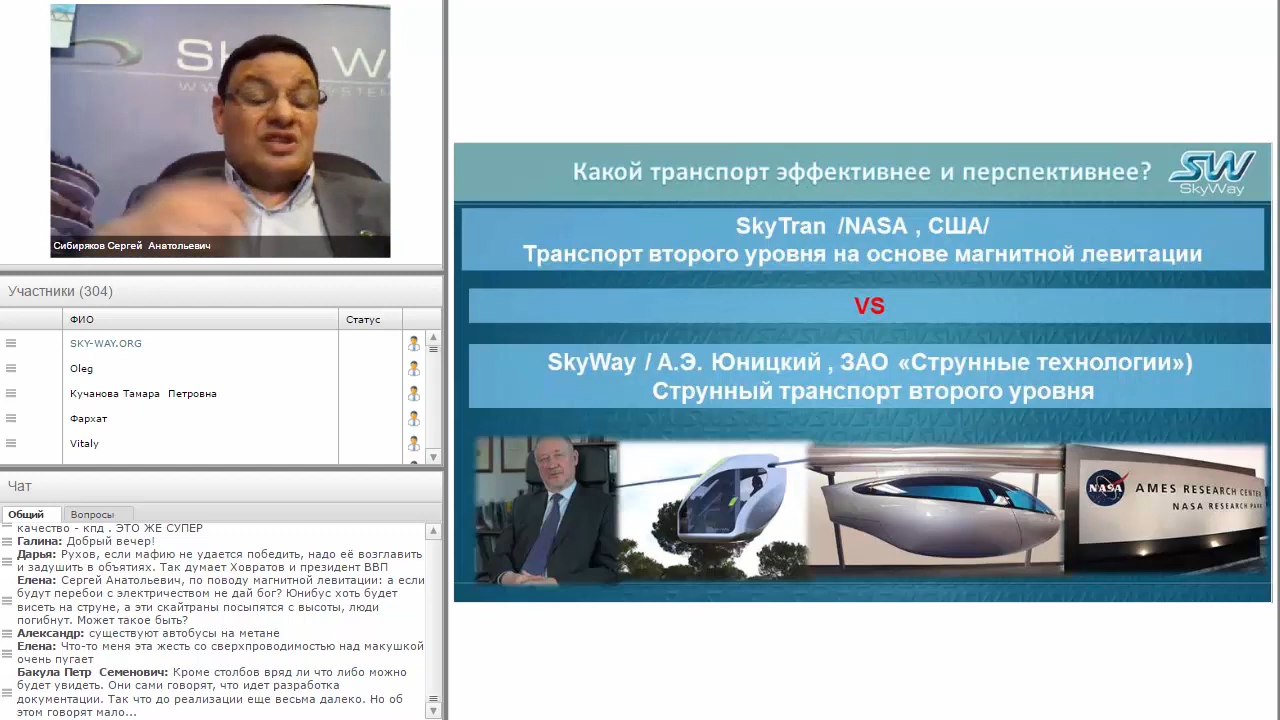 SKY WAY
Сибиряков Сергей Анатольевич
Участники (304)
ФИО
Статус
SKY-WAY.ORG
Oleg
Кучанова Тамара Петровна
Фархат
Vitaly
Чат
Общий
Вопросы
качество - кпд . ЭТО ЖЕ СУПЕР
Галина: Добрый вечер!
Дарья: Рухов, если мафию не удается победить, надо её возглавить
и задушить в объятиях. Так думает Ховратов и президент ВВП
Елена: Сергей Анатольевич, по поводу магнитной левитации: а если
будут перебои с электричеством не дай бог? Юнибус хоть будет
висеть на струне, а эти скайтраны посыпятся с высоты, люди
погибнут. Может такое быть?
Александр: существуют автобусы на метане
Елена: Что-то меня эта жесть со сверхпроводимостью над макушкой
очень пугает
Бакула Петр Семенович: Кроме столбов вряд ли что либо можно
будет увидеть. Они сами говорят, что идет разработка
документации. Так что до реализации еще весьма далеко. Но об
этом говорят мало...
Какой транспорт эффективнее и перспективнее?
SW
SkyWay
SkyTran /NASA , США/
Транспорт второго уровня на основе магнитной левитации
VS
SkyWay / А.Э. Юницкий , ЗАО «Струнные технологии»)
Струнный транспорт второго уровня
NASA
AMES RESEARCH CENTER
NASA RESEARCH PARK